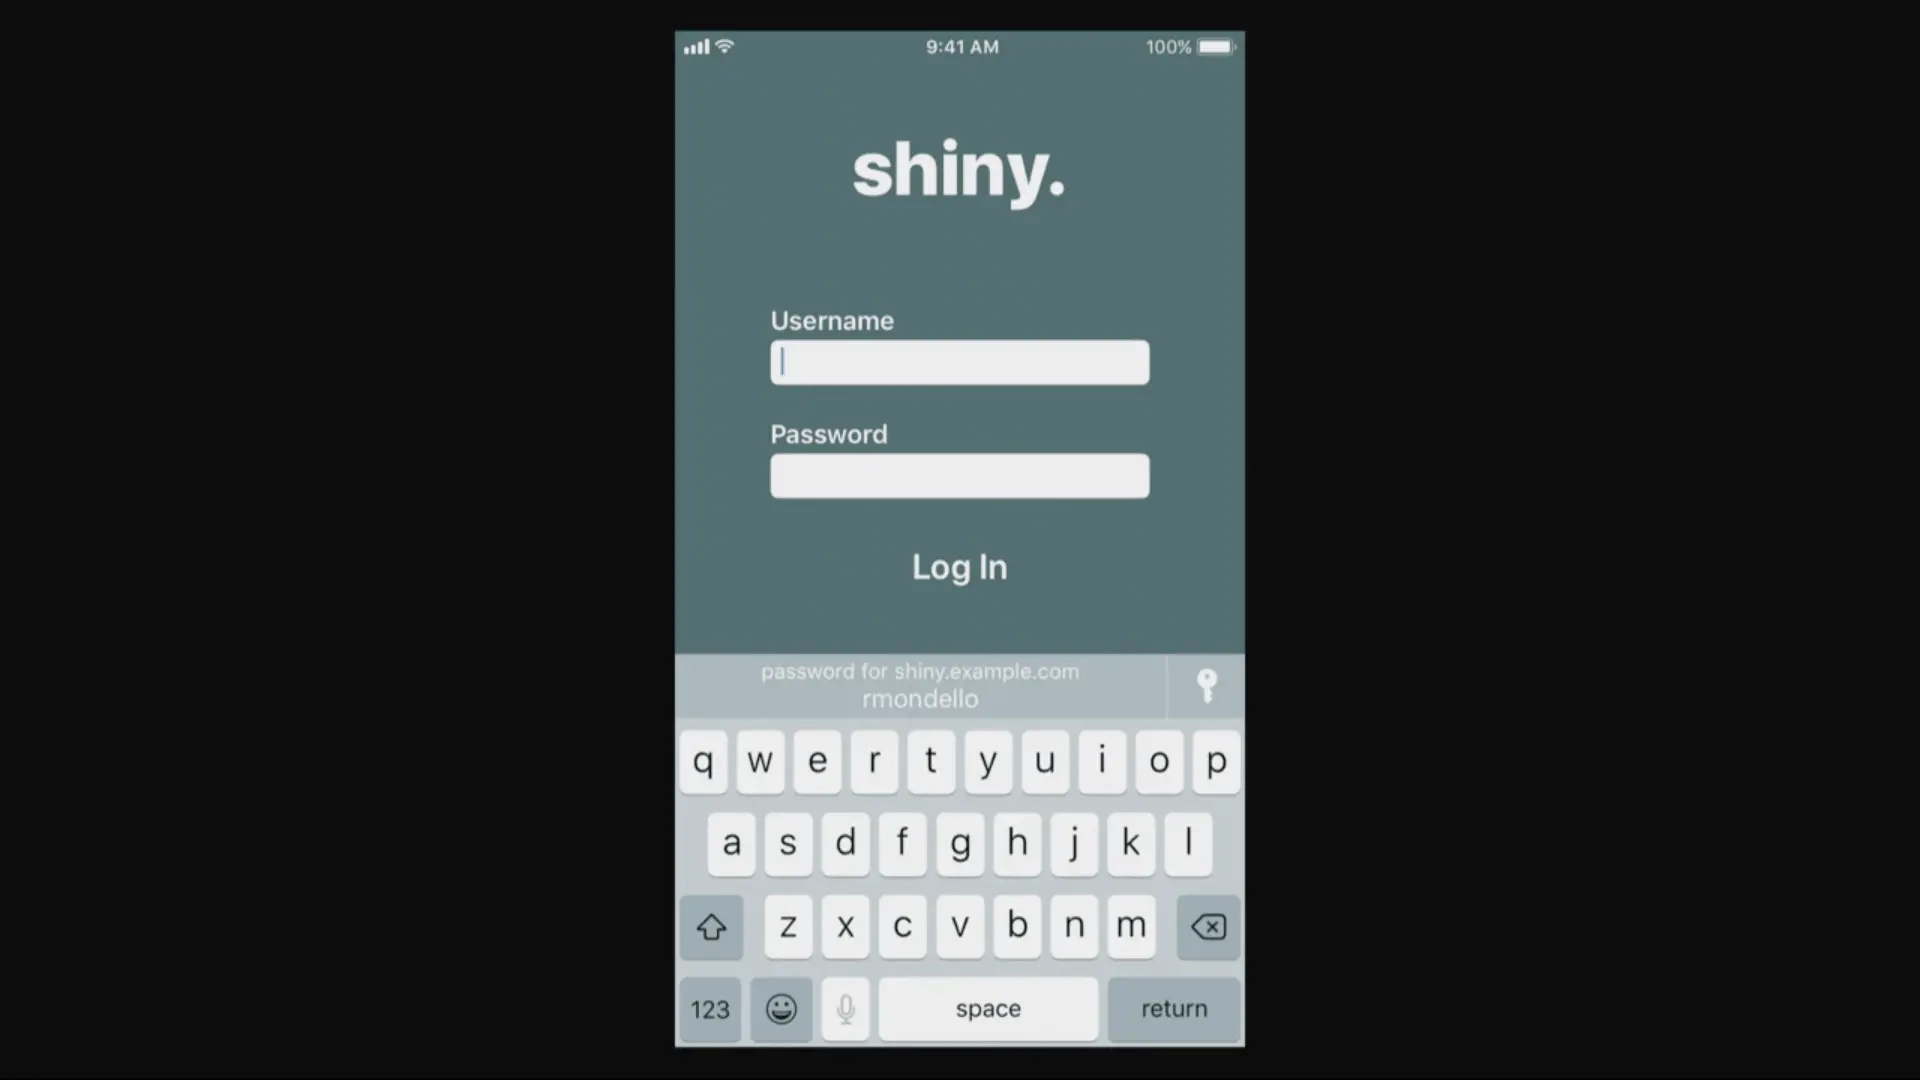 9:41 AM
100%
shiny.
Username
Password
Log In
password for shiny.example.com
rmondello
q w e r t y u i o p
a s d f g h j k l
z x c v b n m
123 space return